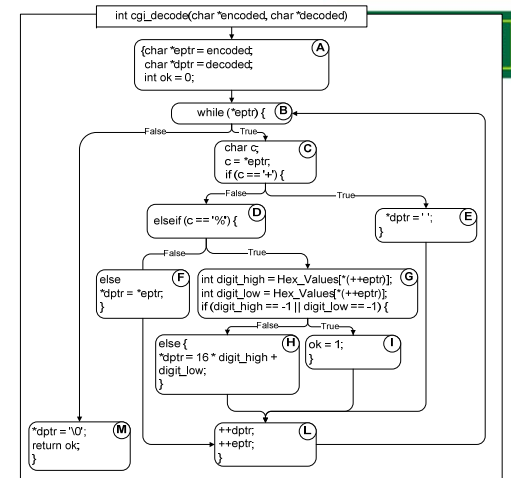 int cgi_decode(char *encoded, char *decoded)
A
{char *eptr = encoded;
char *dptr = decoded;
int ok = 0;
B
while (*eptr) {
False
True
C
char c;
c = *eptr;
if (c == '+') {
False
True
D
elseif (c == '%') {
E
*dptr = ' ';
}
False
True
F
else
*dptr = *eptr;
}
G
int digit_high = Hex_Values[*(++eptr)];
int digit_low = Hex_Values[*(++eptr)];
if (digit_high == -1 || digit_low == -1) {
False
True
H
else {
*dptr = 16 * digit_high +
digit_low;
}
I
ok = 1;
}
M
*dptr = '\0';
return ok;
}
L
++dptr;
++eptr;
}